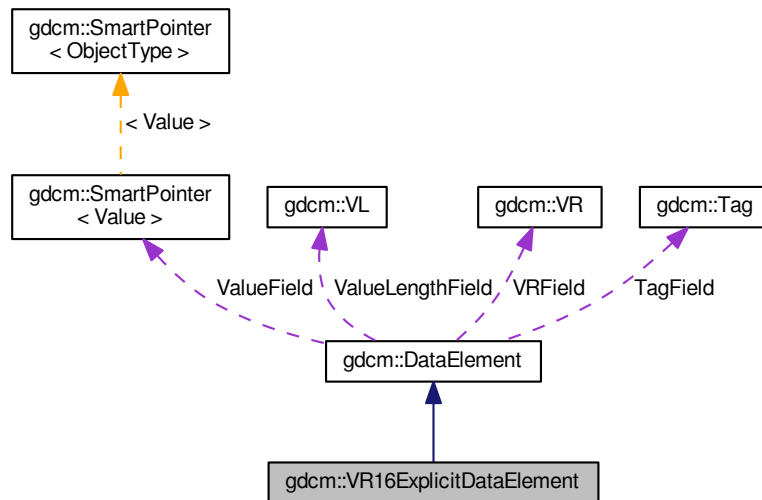 gdcm::SmartPointer
< ObjectType >
< Value >
gdcm::SmartPointer
< Value >
gdcm::VL
gdcm::VR
gdcm::Tag
ValueField
ValueLengthField
VRField
TagField
gdcm::DataElement
gdcm::VR16ExplicitDataElement